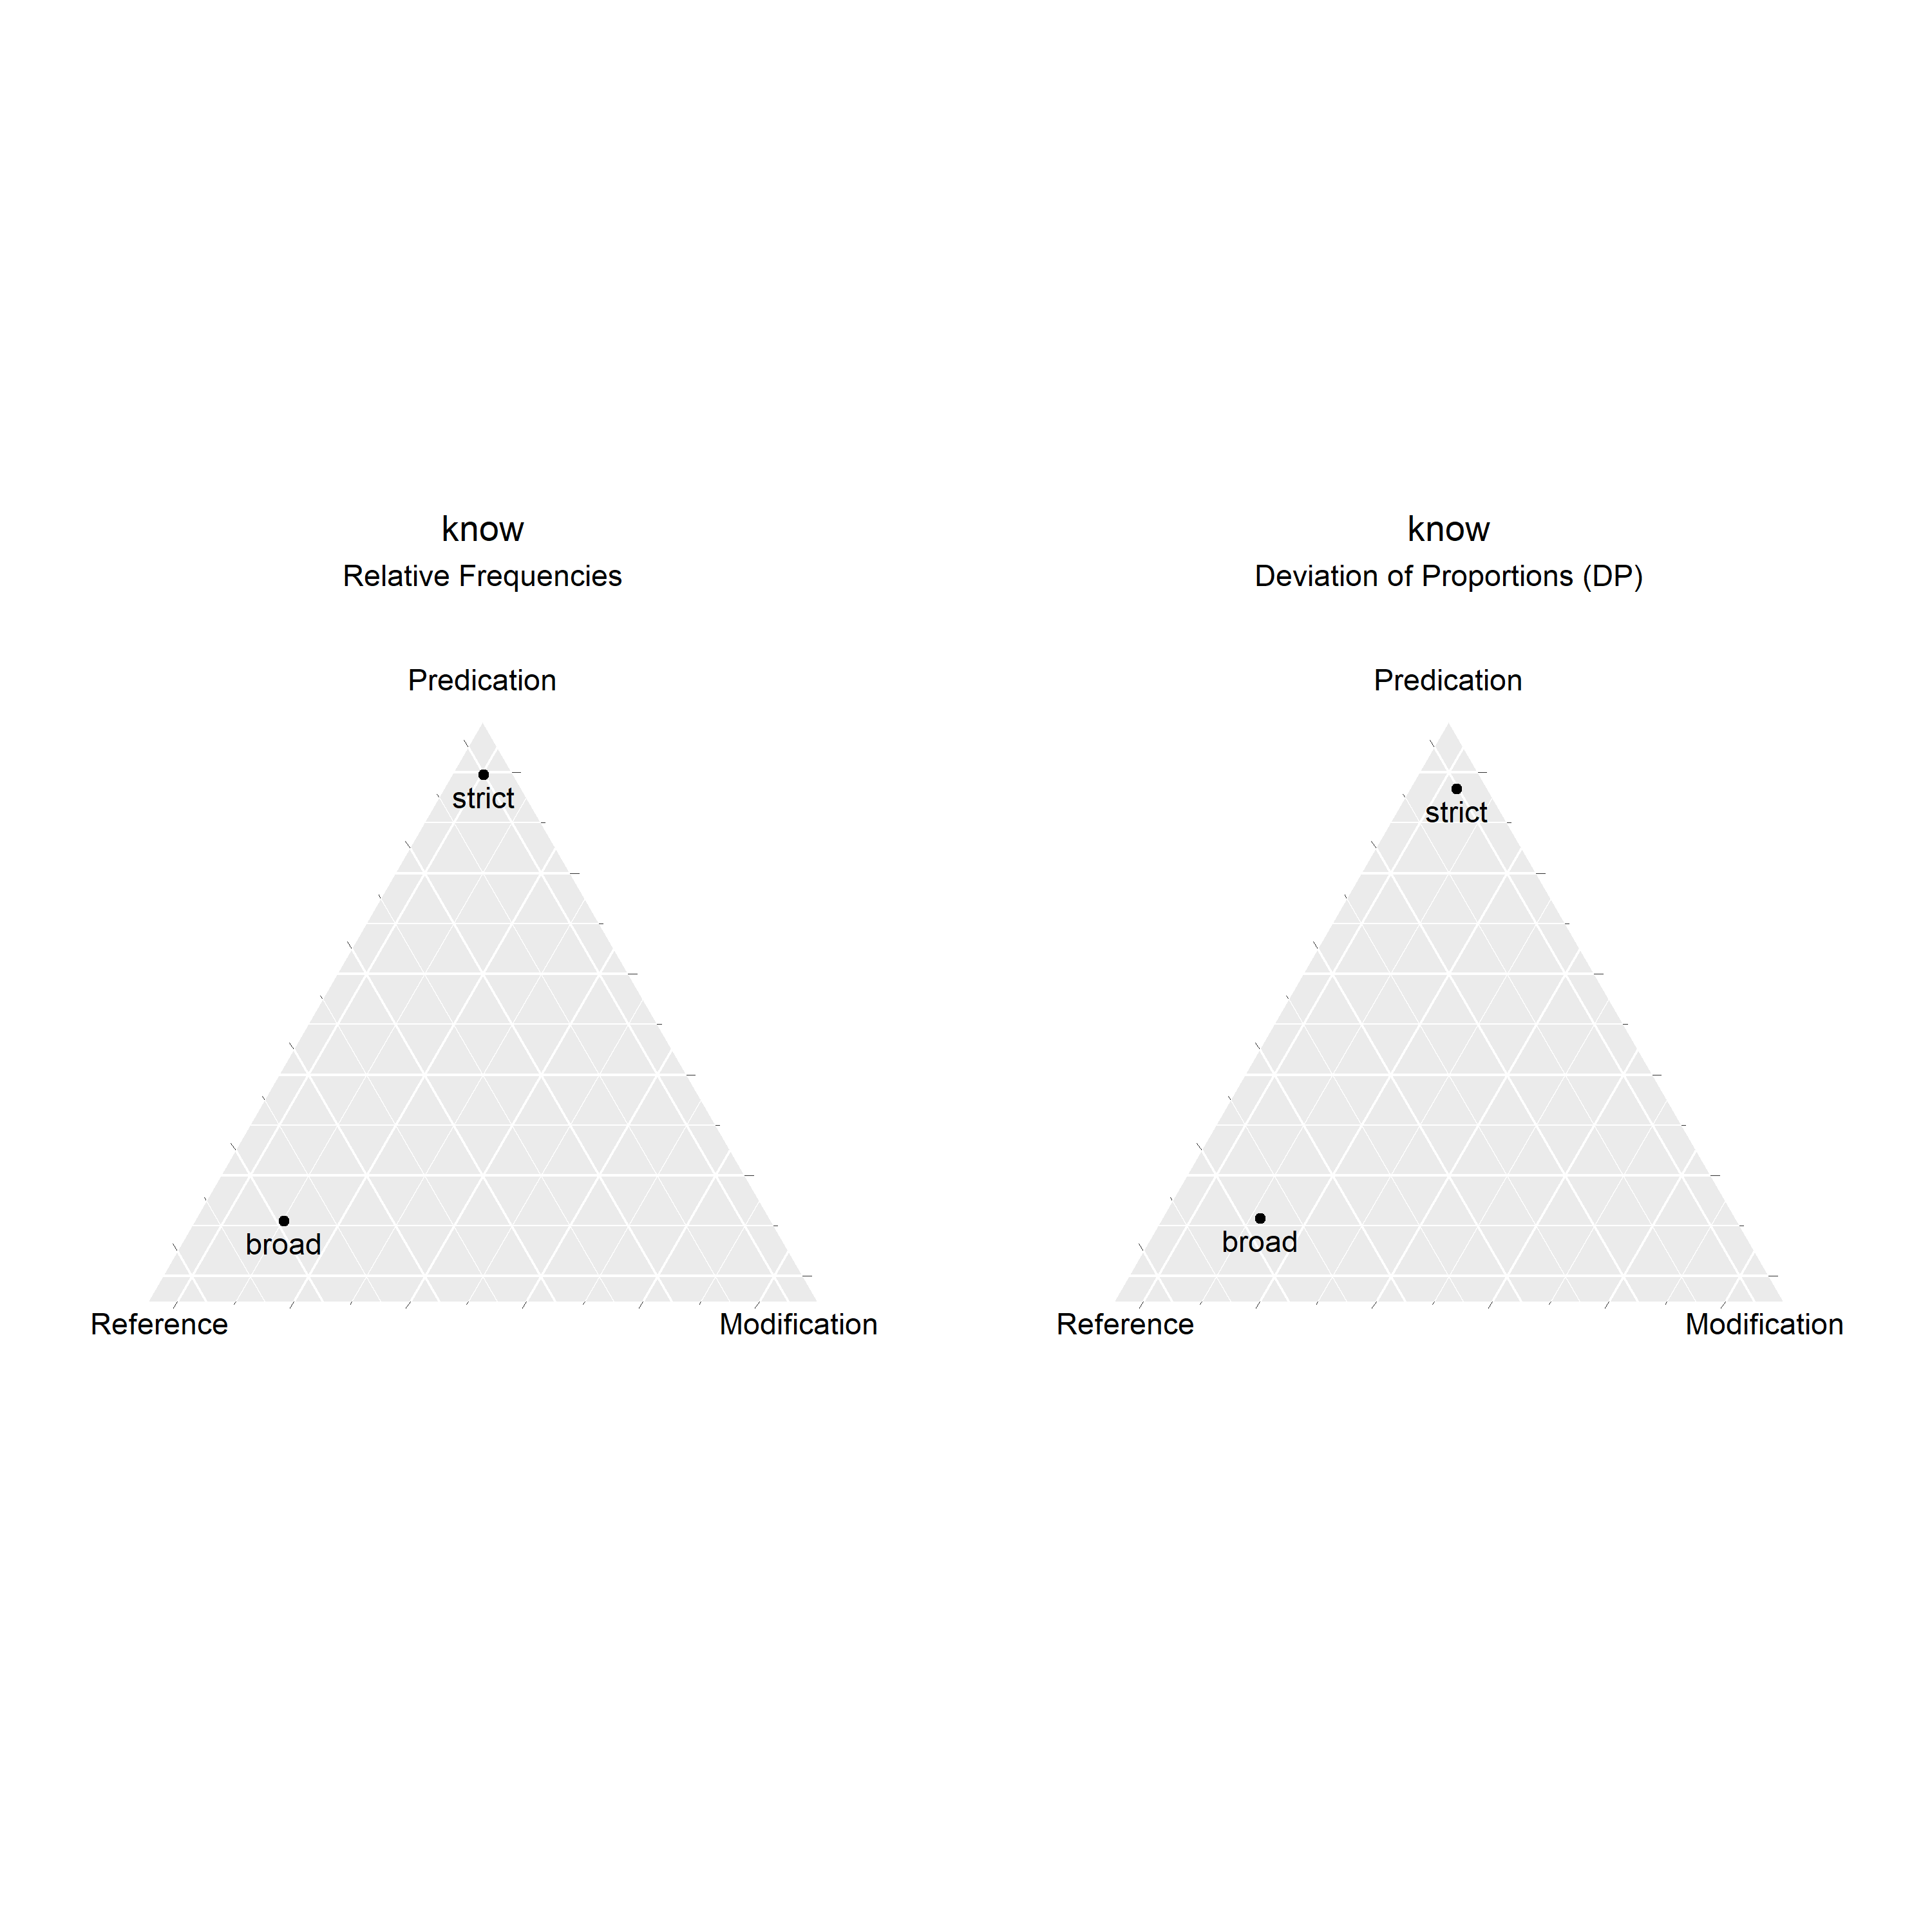 know
Relative Frequencies
Predication
strict
broad
Reference
Modification
know
Deviation of Proportions (DP)
Predication
strict
broad
Reference
Modification